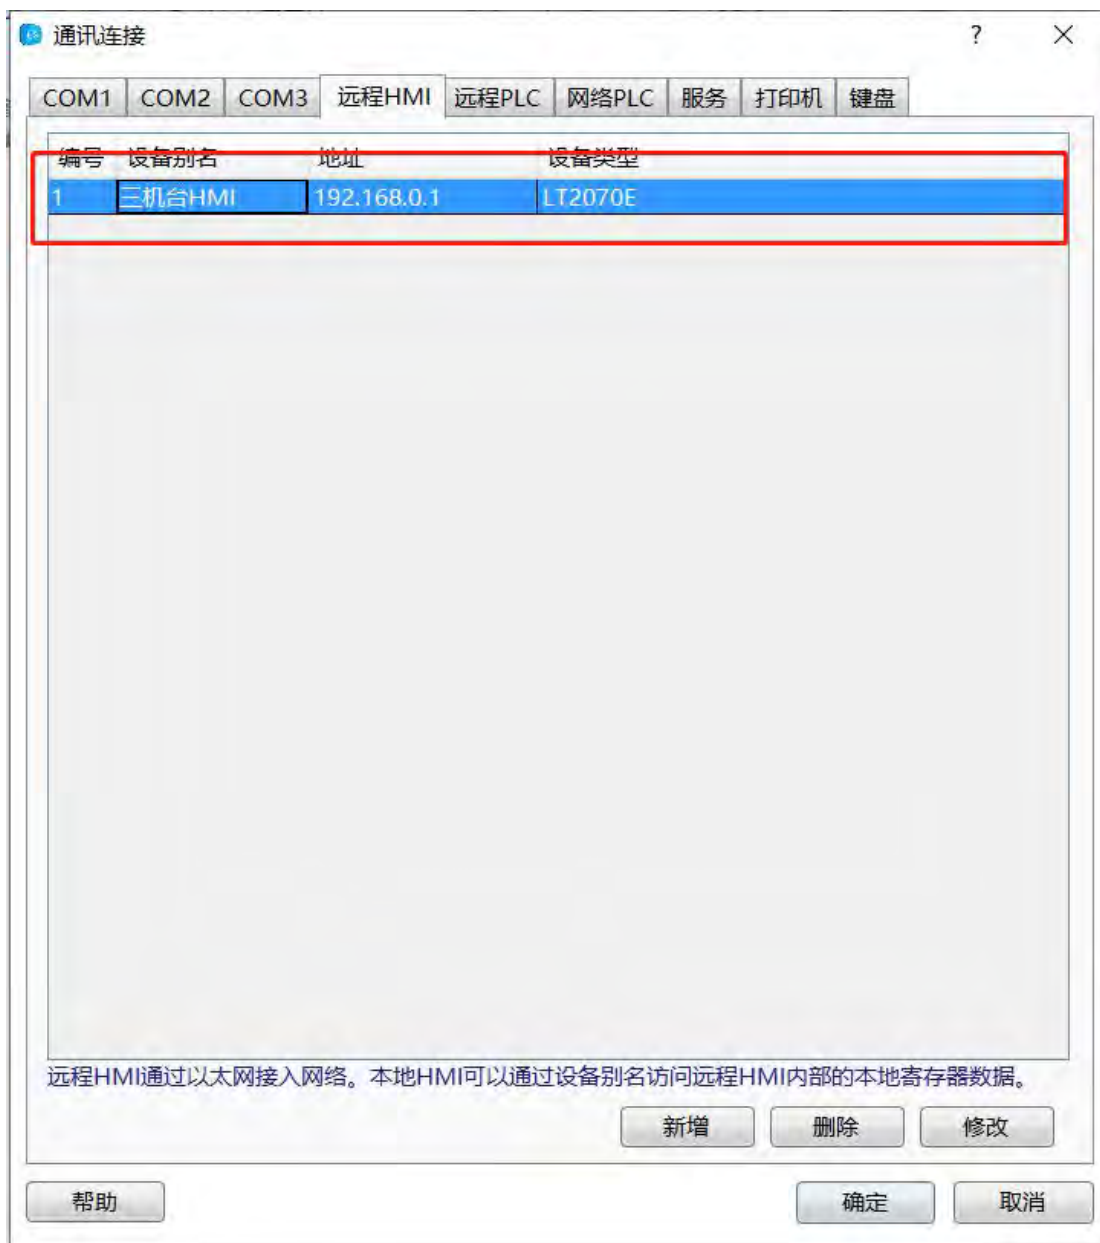 通讯连接 ?
COM1 COM2 COM3 远程HMI 远程PLC 网络PLC 服务 打印机 键盘
编号 设备别名 地址 设备类型
1 三机台HMI 192.168.0.1 LT2070E
远程HMI通过以太网接入网络。本地HMI可以通过设备别名访问远程HMI内部的本地寄存器数据。
新增 删除 修改
帮助 确定 取消